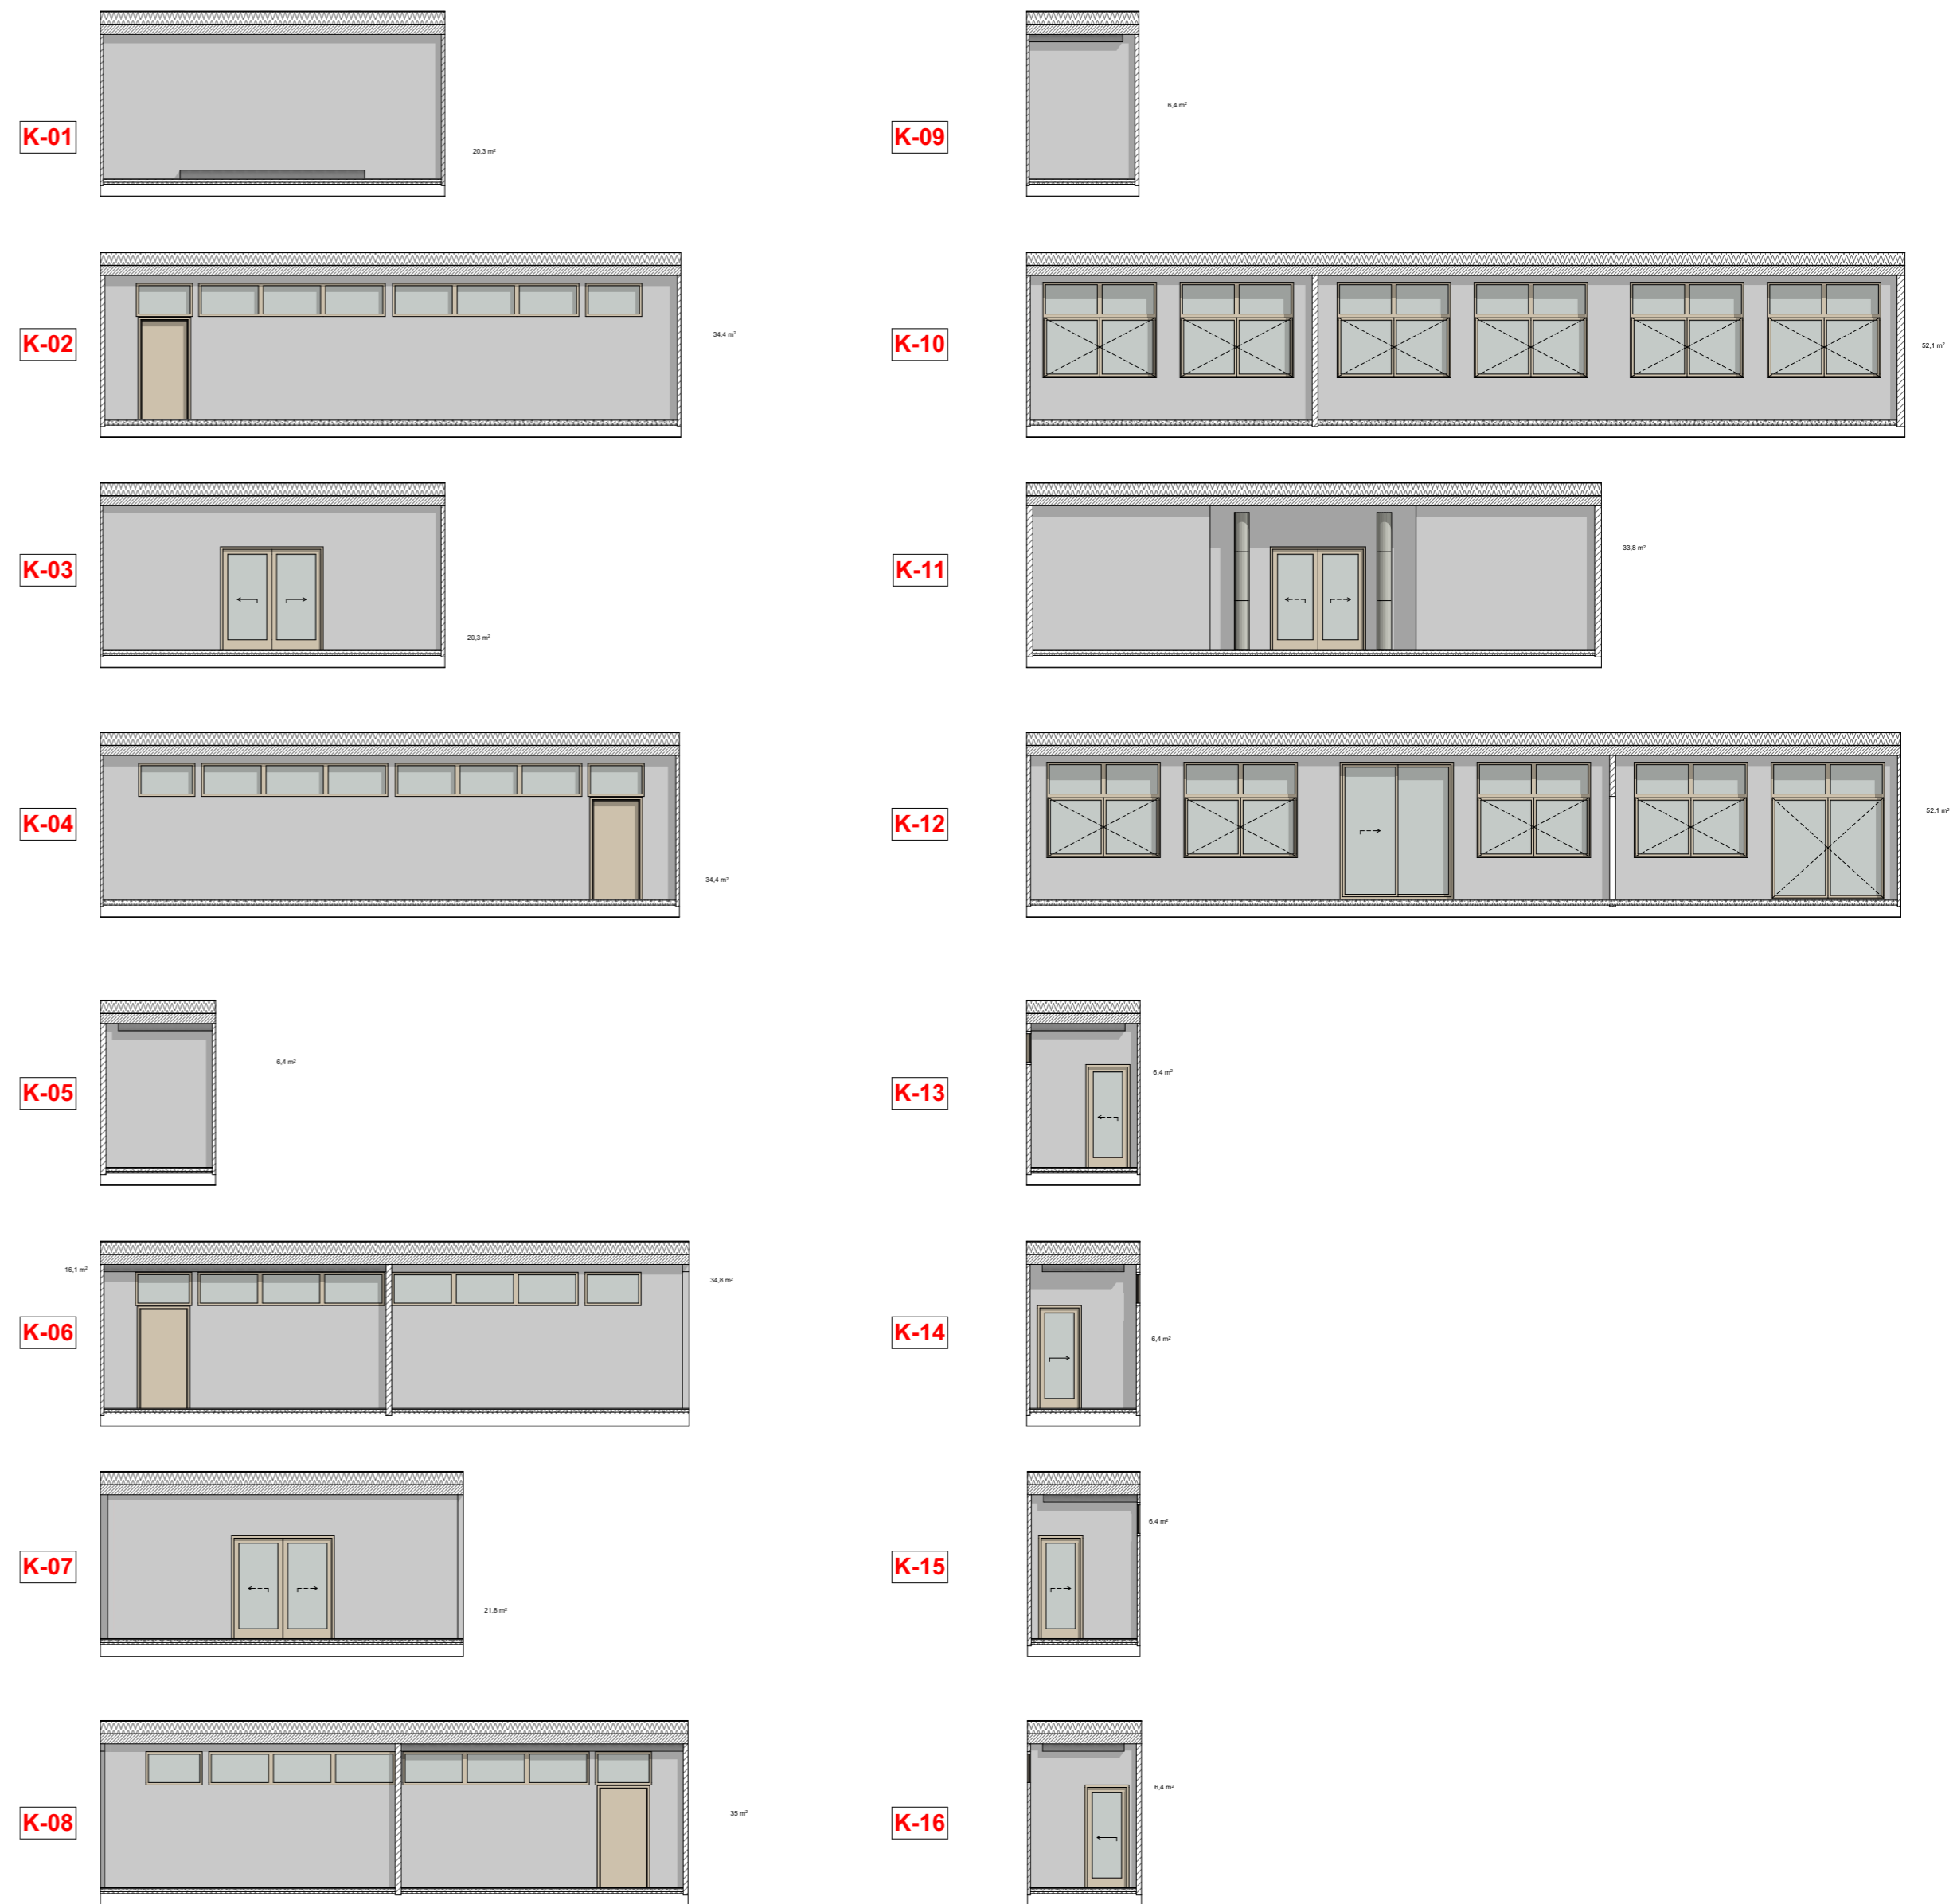 K-01
20,3 m²
K-02
34,4 m²
K-03
20,3 m²
K-04
34,4 m²
K-05
6,4 m²
16,1 m²
K-06
34,8 m²
K-07
21,8 m²
K-08
35 m²
K-09
6,4 m²
K-10
52,1 m²
K-11
33,8 m²
K-12
52,1 m²
K-13
6,4 m²
K-14
6,4 m²
K-15
6,4 m²
K-16
6,4 m²